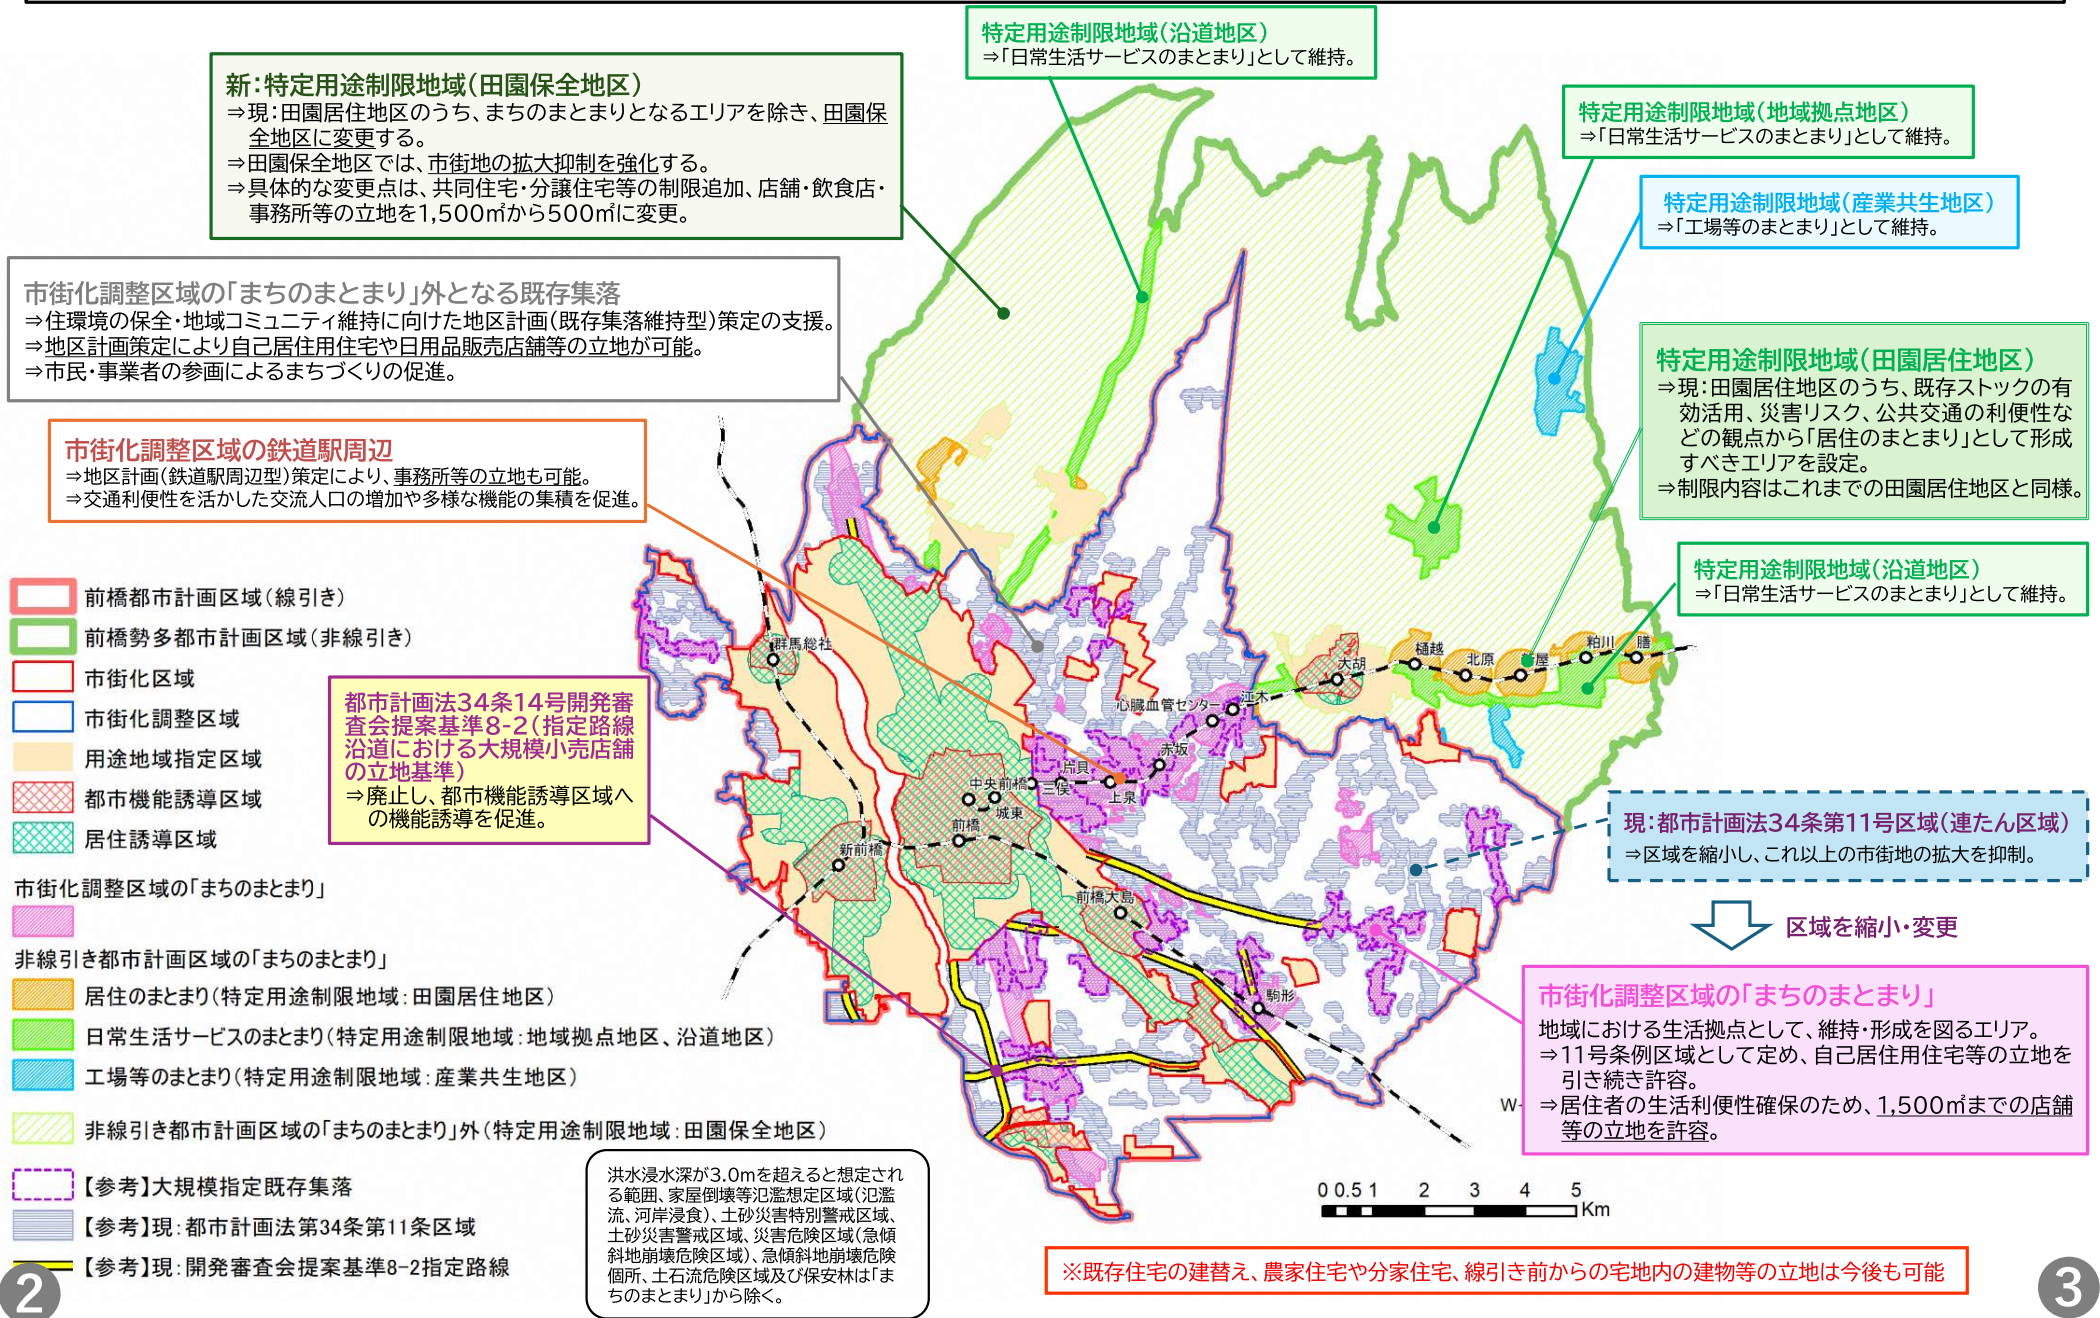 特定用途制限地域(沿道地区)
⇒「日常生活サービスのまとまり」として維持。
新:特定用途制限地域(田園保全地区)
⇒現:田園居住地区のうち、まちのまとまりとなるエリアを除き、田園保
全地区に変更する。
⇒田園保全地区では、市街地の拡大抑制を強化する。
⇒具体的な変更点は、共同住宅・分譲住宅等の制限追加、店舗・飲食店・
事務所等の立地を1,500㎡から500㎡に変更。
特定用途制限地域(地域拠点地区)
⇒「日常生活サービスのまとまり」として維持。
特定用途制限地域(産業共生地区)
⇒「工場等のまとまり」として維持。
市街化調整区域の「まちのまとまり」外となる既存集落
⇒住環境の保全・地域コミュニティ維持に向けた地区計画(既存集落維持型)策定の支援。
⇒地区計画策定により自己居住用住宅や日用品販売店舗等の立地が可能。
⇒市民・事業者の参画によるまちづくりの促進。
特定用途制限地域(田園居住地区)
⇒現:田園居住地区のうち、既存ストックの有
効活用、災害リスク、公共交通の利便性な
どの観点から「居住のまとまり」として形成
すべきエリアを設定。
⇒制限内容はこれまでの田園居住地区と同様。
市街化調整区域の鉄道駅周辺
⇒地区計画(鉄道駅周辺型)策定により、事務所等の立地も可能。
⇒交通利便性を活かした交流人口の増加や多様な機能の集積を促進。
特定用途制限地域(沿道地区)
⇒「日常生活サービスのまとまり」として維持。
前橋都市計画区域(線引き)
前橋勢多都市計画区域(非線引き)
市街化区域
市街化調整区域
用途地域指定区域
都市機能誘導区域
居住誘導区域
市街化調整区域の「まちのまとまり」
非線引き都市計画区域の「まちのまとまり」
居住のまとまり(特定用途制限地域:田園居住地区)
日常生活サービスのまとまり(特定用途制限地域:地域拠点地区、沿道地区)
工場等のまとまり(特定用途制限地域:産業共生地区)
非線引き都市計画区域の「まちのまとまり」外(特定用途制限地域:田園保全地区)
【参考】大規模指定既存集落
【参考】現:都市計画法第34条第11条区域
【参考】現:開発審査会提案基準8-2指定路線
都市計画法34条14号開発審
査会提案基準8-2(指定路線
沿道における大規模小売店舗
の立地基準)
⇒廃止し、都市機能誘導区域へ
の機能誘導を促進。
群馬総社
新前橋
前橋
中央前橋
城東
三俣
片貝
上泉
赤坂
心臓血管センター
江木
大胡
樋越
北原
屋
粕川
膳
前橋大島
駒形
現:都市計画法34条第11号区域(連たん区域)
⇒区域を縮小し、これ以上の市街地の拡大を抑制。
区域を縮小・変更
市街化調整区域の「まちのまとまり」
地域における生活拠点として、維持・形成を図るエリア。
⇒11号条例区域として定め、自己居住用住宅等の立地を
引き続き許容。
⇒居住者の生活利便性確保のため、1,500㎡までの店舗
等の立地を許容。
W
洪水浸水深が3.0mを超えると想定され
る範囲、家屋倒壊等氾濫想定区域(氾濫
流、河岸浸食)、土砂災害特別警戒区域、
土砂災害警戒区域、災害危険区域(急傾
斜地崩壊危険区域)、急傾斜地崩壊危険
個所、土石流危険区域及び保安林は「ま
ちのまとまり」から除く。
0 0.5 1 2 3 4 5
Km
※既存住宅の建替え、農家住宅や分家住宅、線引き前からの宅地内の建物等の立地は今後も可能
2
3